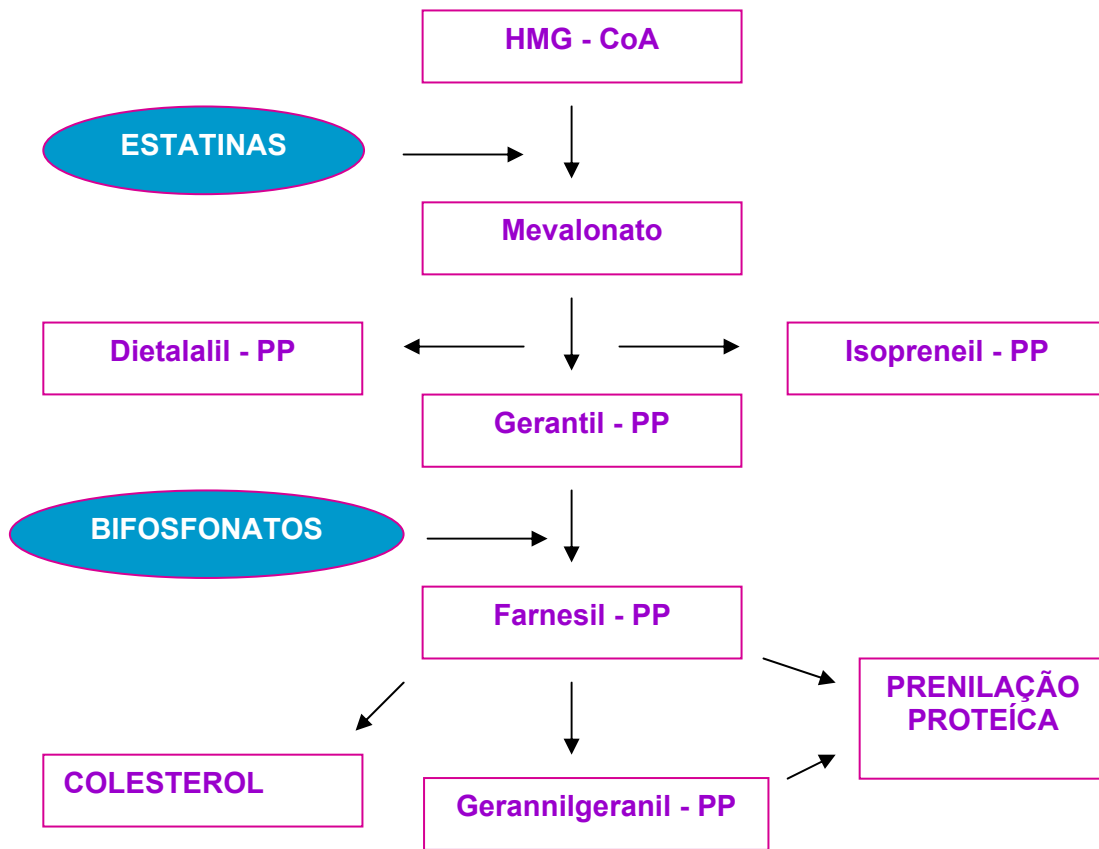 HMG - CoA
ESTATINAS
Mevalonato
Dietalalil - PP
Isopreneil - PP
Gerantil - PP
BIFOSFONATOS
Farnesil - PP
PRENILAÇÃO
PROTEÍCA
COLESTEROL
Gerannilgeranil - PP